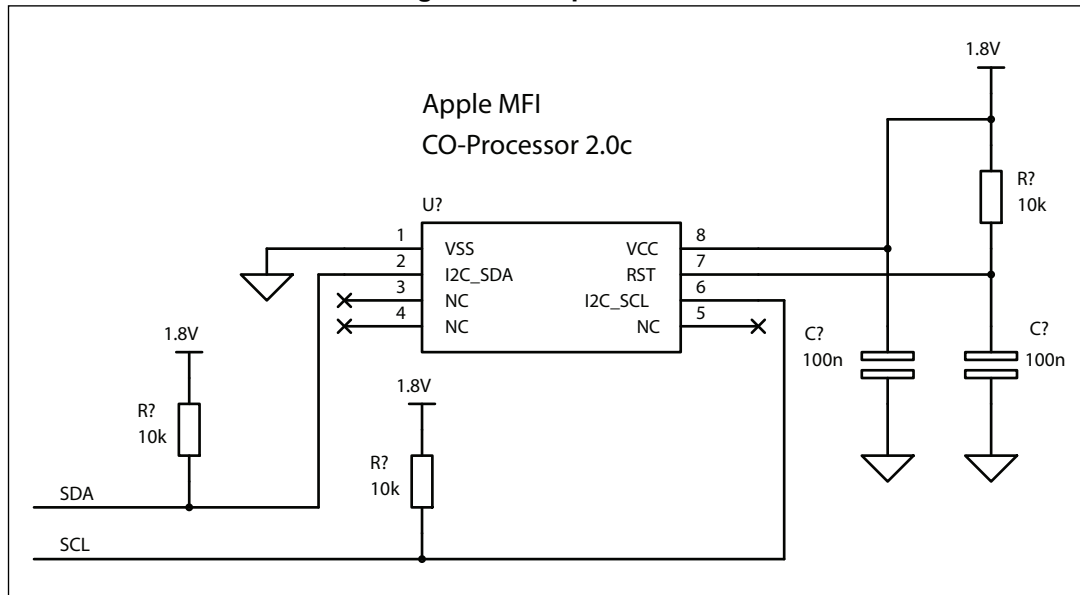 1.8V
Apple MFI
CO-Processor 2.0c
R?
10k
U?
1 VSS VCC 8
2 I2C_SDA RST 7
3 NC I2C_SCL 6
4 NC NC 5
1.8V
C?
100n
C?
100n
1.8V
R?
10k
R?
10k
SDA
SCL